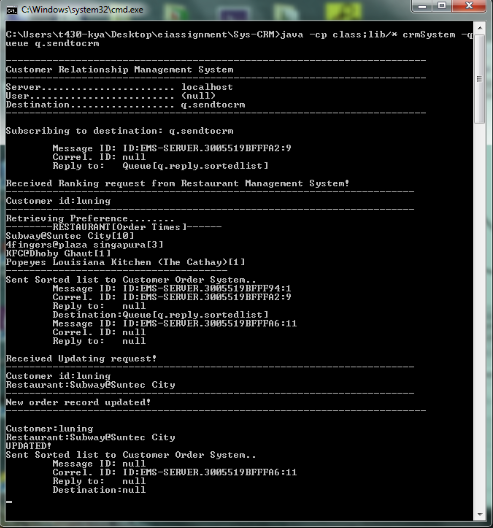 C:\Windows\system32\cmd.exe
C:\Users\t430-kya\Desktop\eiassignment\Sys-CRM>java -cp class;lib/* crmSystem -q
ueue q.sendtocrm
------------------------------------------------------------------------
Customer Relationship Management System
------------------------------------------------------------------------
Server....................... localhost
User......................... (null)
Destination.................. q.sendtocrm
------------------------------------------------------------------------
Subscribing to destination: q.sendtocrm
Message ID: ID:EMS-SERVER.3005519BFFFA2:9
Correl. ID: null
Reply to:   Queue[q.reply.sortedlist]
Received Ranking request from Restaurant Management System!
----------------------------------------------------------------------
Customer id:luning
----------------------------------------------------------------------
Retrieving Preference........
--------RESTAURANT[Order Times]------
Subway@Suntec City[10]
4fingers@plaza singapura[3]
KFC@Dhoby Ghaut[1]
Popeyes Louisiana Kitchen (The Cathay)[1]
--------------------------------------
Sent Sorted list to Customer Order System..
Message ID: ID:EMS-SERVER.3005519BFFF94:1
Correl. ID: ID:EMS-SERVER.3005519BFFFA2:9
Reply to:   null
Destination:Queue[q.reply.sortedlist]
Message ID: ID:EMS-SERVER.3005519BFFFA6:11
Correl. ID: null
Reply to:   null
Received Updating request!
----------------------------------------------------------------------
Customer id:luning
Restaurant:Subway@Suntec City
----------------------------------------------------------------------
New order record updated!
------------------------------------------------------------------------
Customer:luning
Restaurant:Subway@Suntec City
UPDATED!
Sent Sorted list to Customer Order System..
Message ID: null
Correl. ID: ID:EMS-SERVER.3005519BFFFA6:11
Reply to:   null
Destination:null